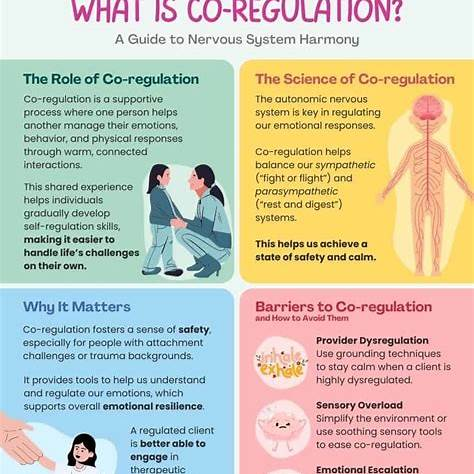 WHAT IS CO-REGULATION?
A Guide to Nervous System Harmony
The Role of Co-regulation
Co-regulation is a supportive
process where one person helps
another manage their emotions,
behavior, and physical responses
through warm, connected
interactions.
This shared experience
helps individuals
gradually develop
self-regulation skills,
making it easier to
handle life's challenges
on their own.
The Science of Co-regulation
The autonomic nervous
system is key in regulating
our emotional responses.
Co-regulation helps
balance our sympathetic
("fight or flight") and
parasympathetic
("rest and digest")
systems.
This helps us achieve a
state of safety and calm.
Why It Matters
Co-regulation fosters a sense of safety,
especially for people with attachment
challenges or trauma backgrounds.
It provides tools to help us understand
and regulate our emotions, which
supports overall emotional resilience.
A regulated client
is better able to
engage in
therapeutic
Barriers to Co-regulation
and How to Avoid Them
inhale
exhale
Provider Dysregulation
Use grounding techniques
to stay calm when a client is
highly dysregulated.
Sensory Overload
Simplify the environment or
use soothing sensory tools
to ease co-regulation.
Emotional Escalation